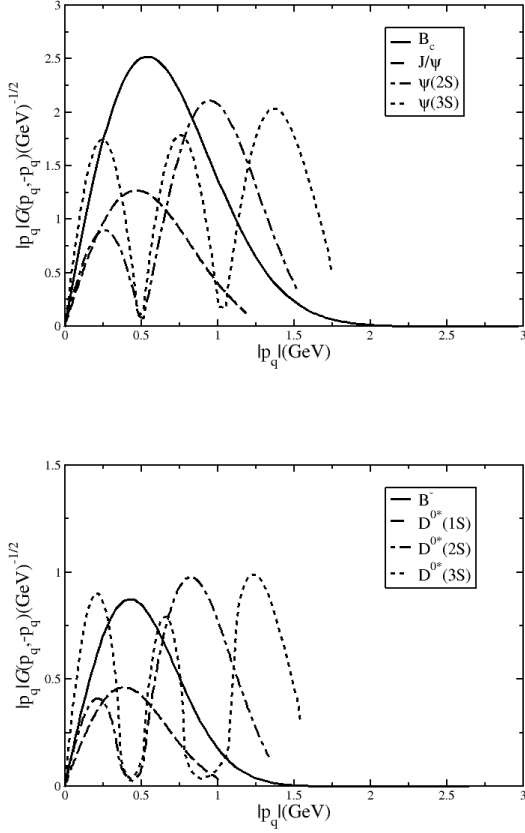 3
2.5
2
1.5
1
0.5
0
|p_q|G(p_q,-p_q)(GeV)^-1/2
B_c
J/ψ
ψ(2S)
ψ(3S)
0 0.5 1 1.5 2 2.5 3
|p_q|(GeV)
1.5
1
0.5
0
|p_q|G(p_q,-p_q)(GeV)^-1/2
B^-
D^0*(1S)
D^0*(2S)
D^0*(3S)
0 0.5 1 1.5 2 2.5 3
|p_q|(GeV)